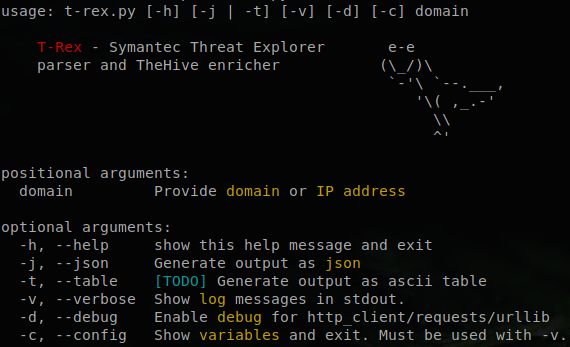 usage: t-rex.py [-h] [-j | -t] [-v] [-d] [-c] domain

    T-Rex - Symantec Threat Explorer       e-e
    parser and TheHive enricher           (\_/)\
                                           `-'\ `--.___,
                                              '\( ,_.-'
                                                \\
                                                ^'

positional arguments:
  domain         Provide domain or IP address

optional arguments:
  -h, --help     show this help message and exit
  -j, --json     Generate output as json
  -t, --table    [TODO] Generate output as ascii table
  -v, --verbose  Show log messages in stdout.
  -d, --debug    Enable debug for http_client/requests/urllib
  -c, --config   Show variables and exit. Must be used with -v.